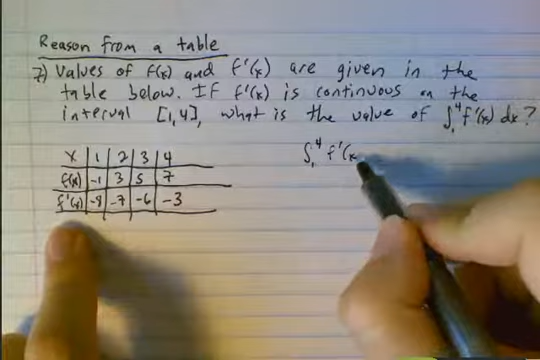 Reason from a table
7) Values of f(x) and f'(x) are given in the
table below. If f'(x) is continuous on the
interval [1,4], what is the value of ∫₁⁴f'(x) dx?
x | 1 | 2 | 3 | 4
f(x) | -1 | 3 | 5 | 7
f'(x) | -8 | -7 | -6 | -3
∫₁⁴ f'(x